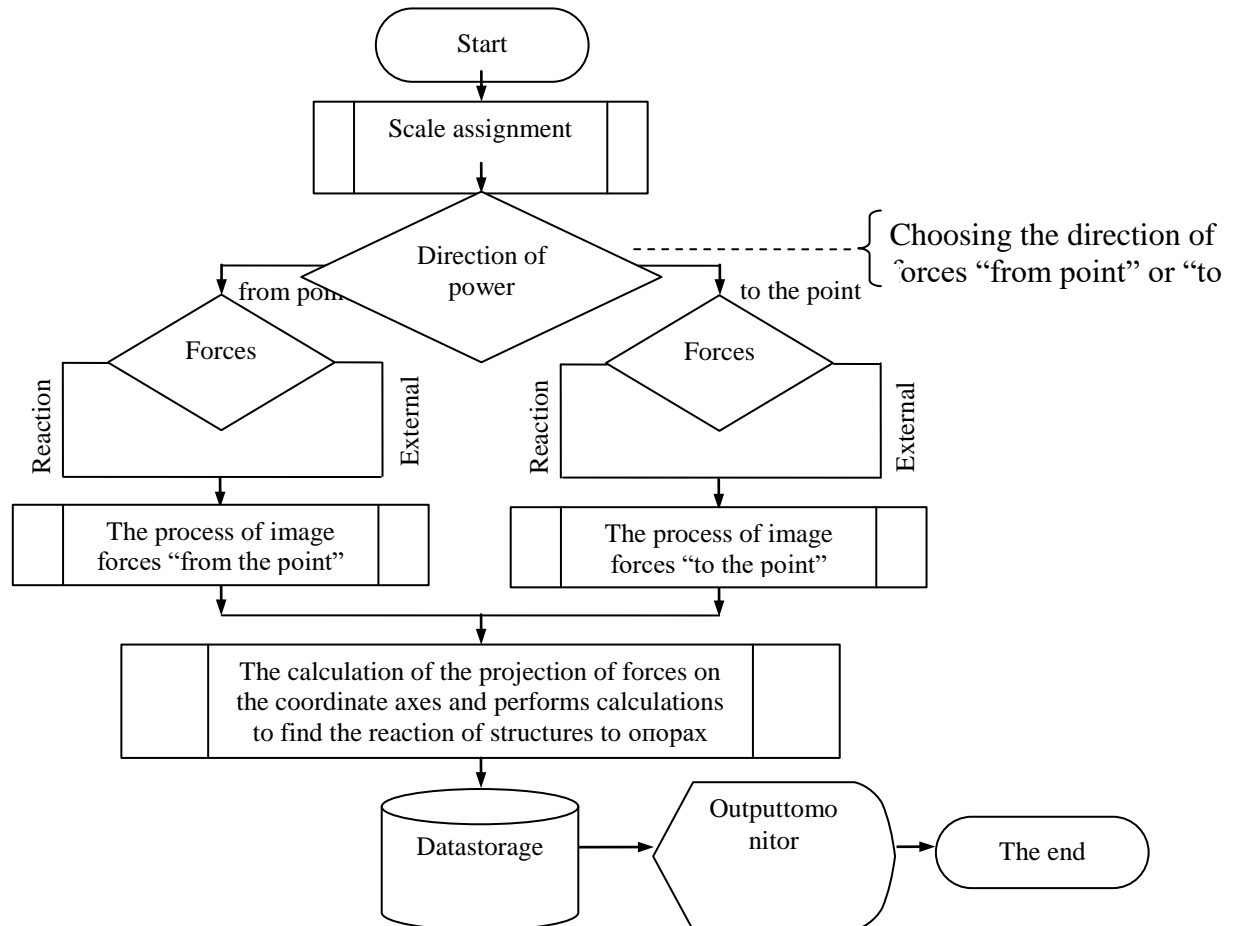 Start
Scale assignment
Direction of
power
Choosing the direction of
forces “from point” or “to
from
to the point
Forces
Forces
Reaction
External
Reaction
External
The process of image
forces “from the point”
The process of image
forces “to the point”
The calculation of the projection of forces on
the coordinate axes and performs calculations
to find the reaction of structures to опорах
Datastorage
Outputtomo
nitor
The end